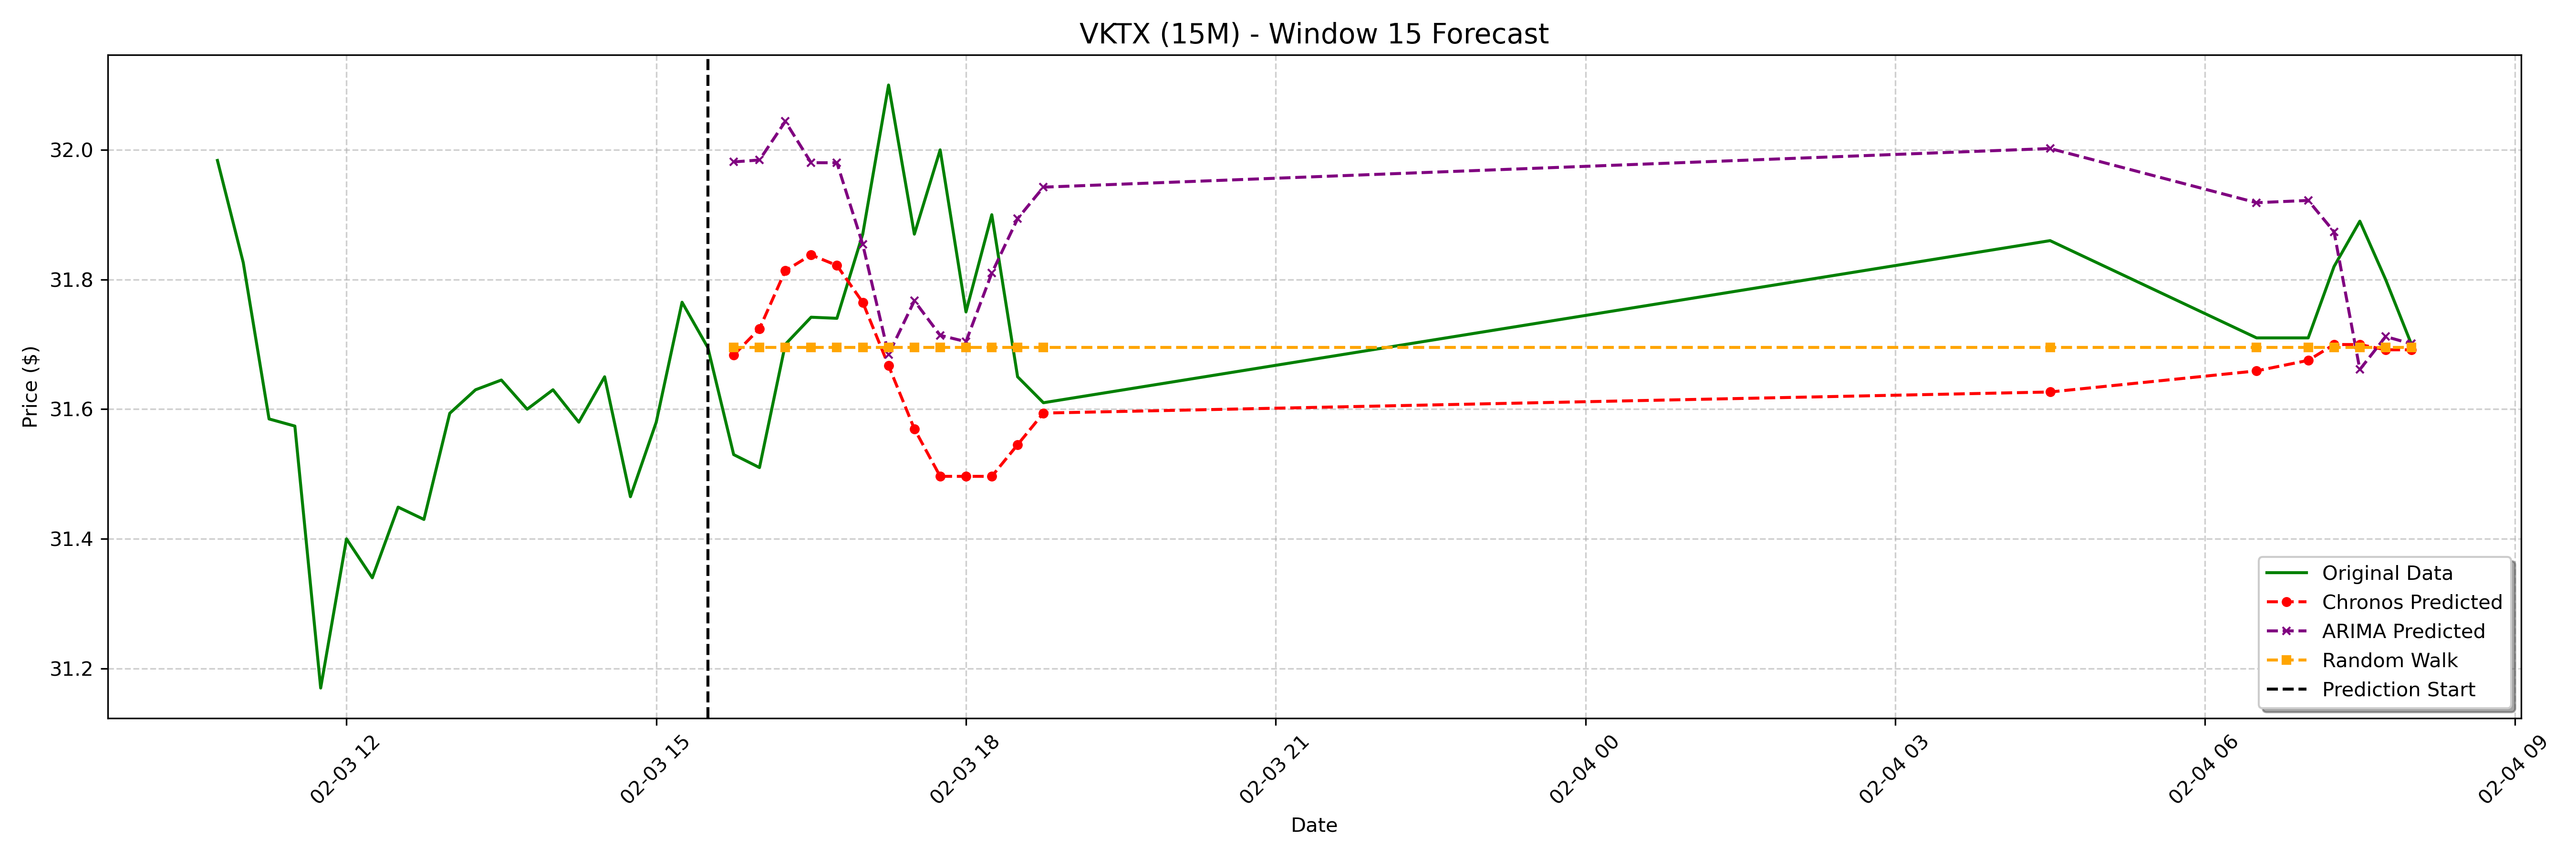 VKTX (15M) - Window 15 Forecast
Price ($)
32.0
31.8
31.6
31.4
31.2
Original Data
Chronos Predicted
ARIMA Predicted
Random Walk
Prediction Start
02-03 12
02-03 15
02-03 18
02-03 21
02-04 00
02-04 03
02-04 06
02-04 09
Date